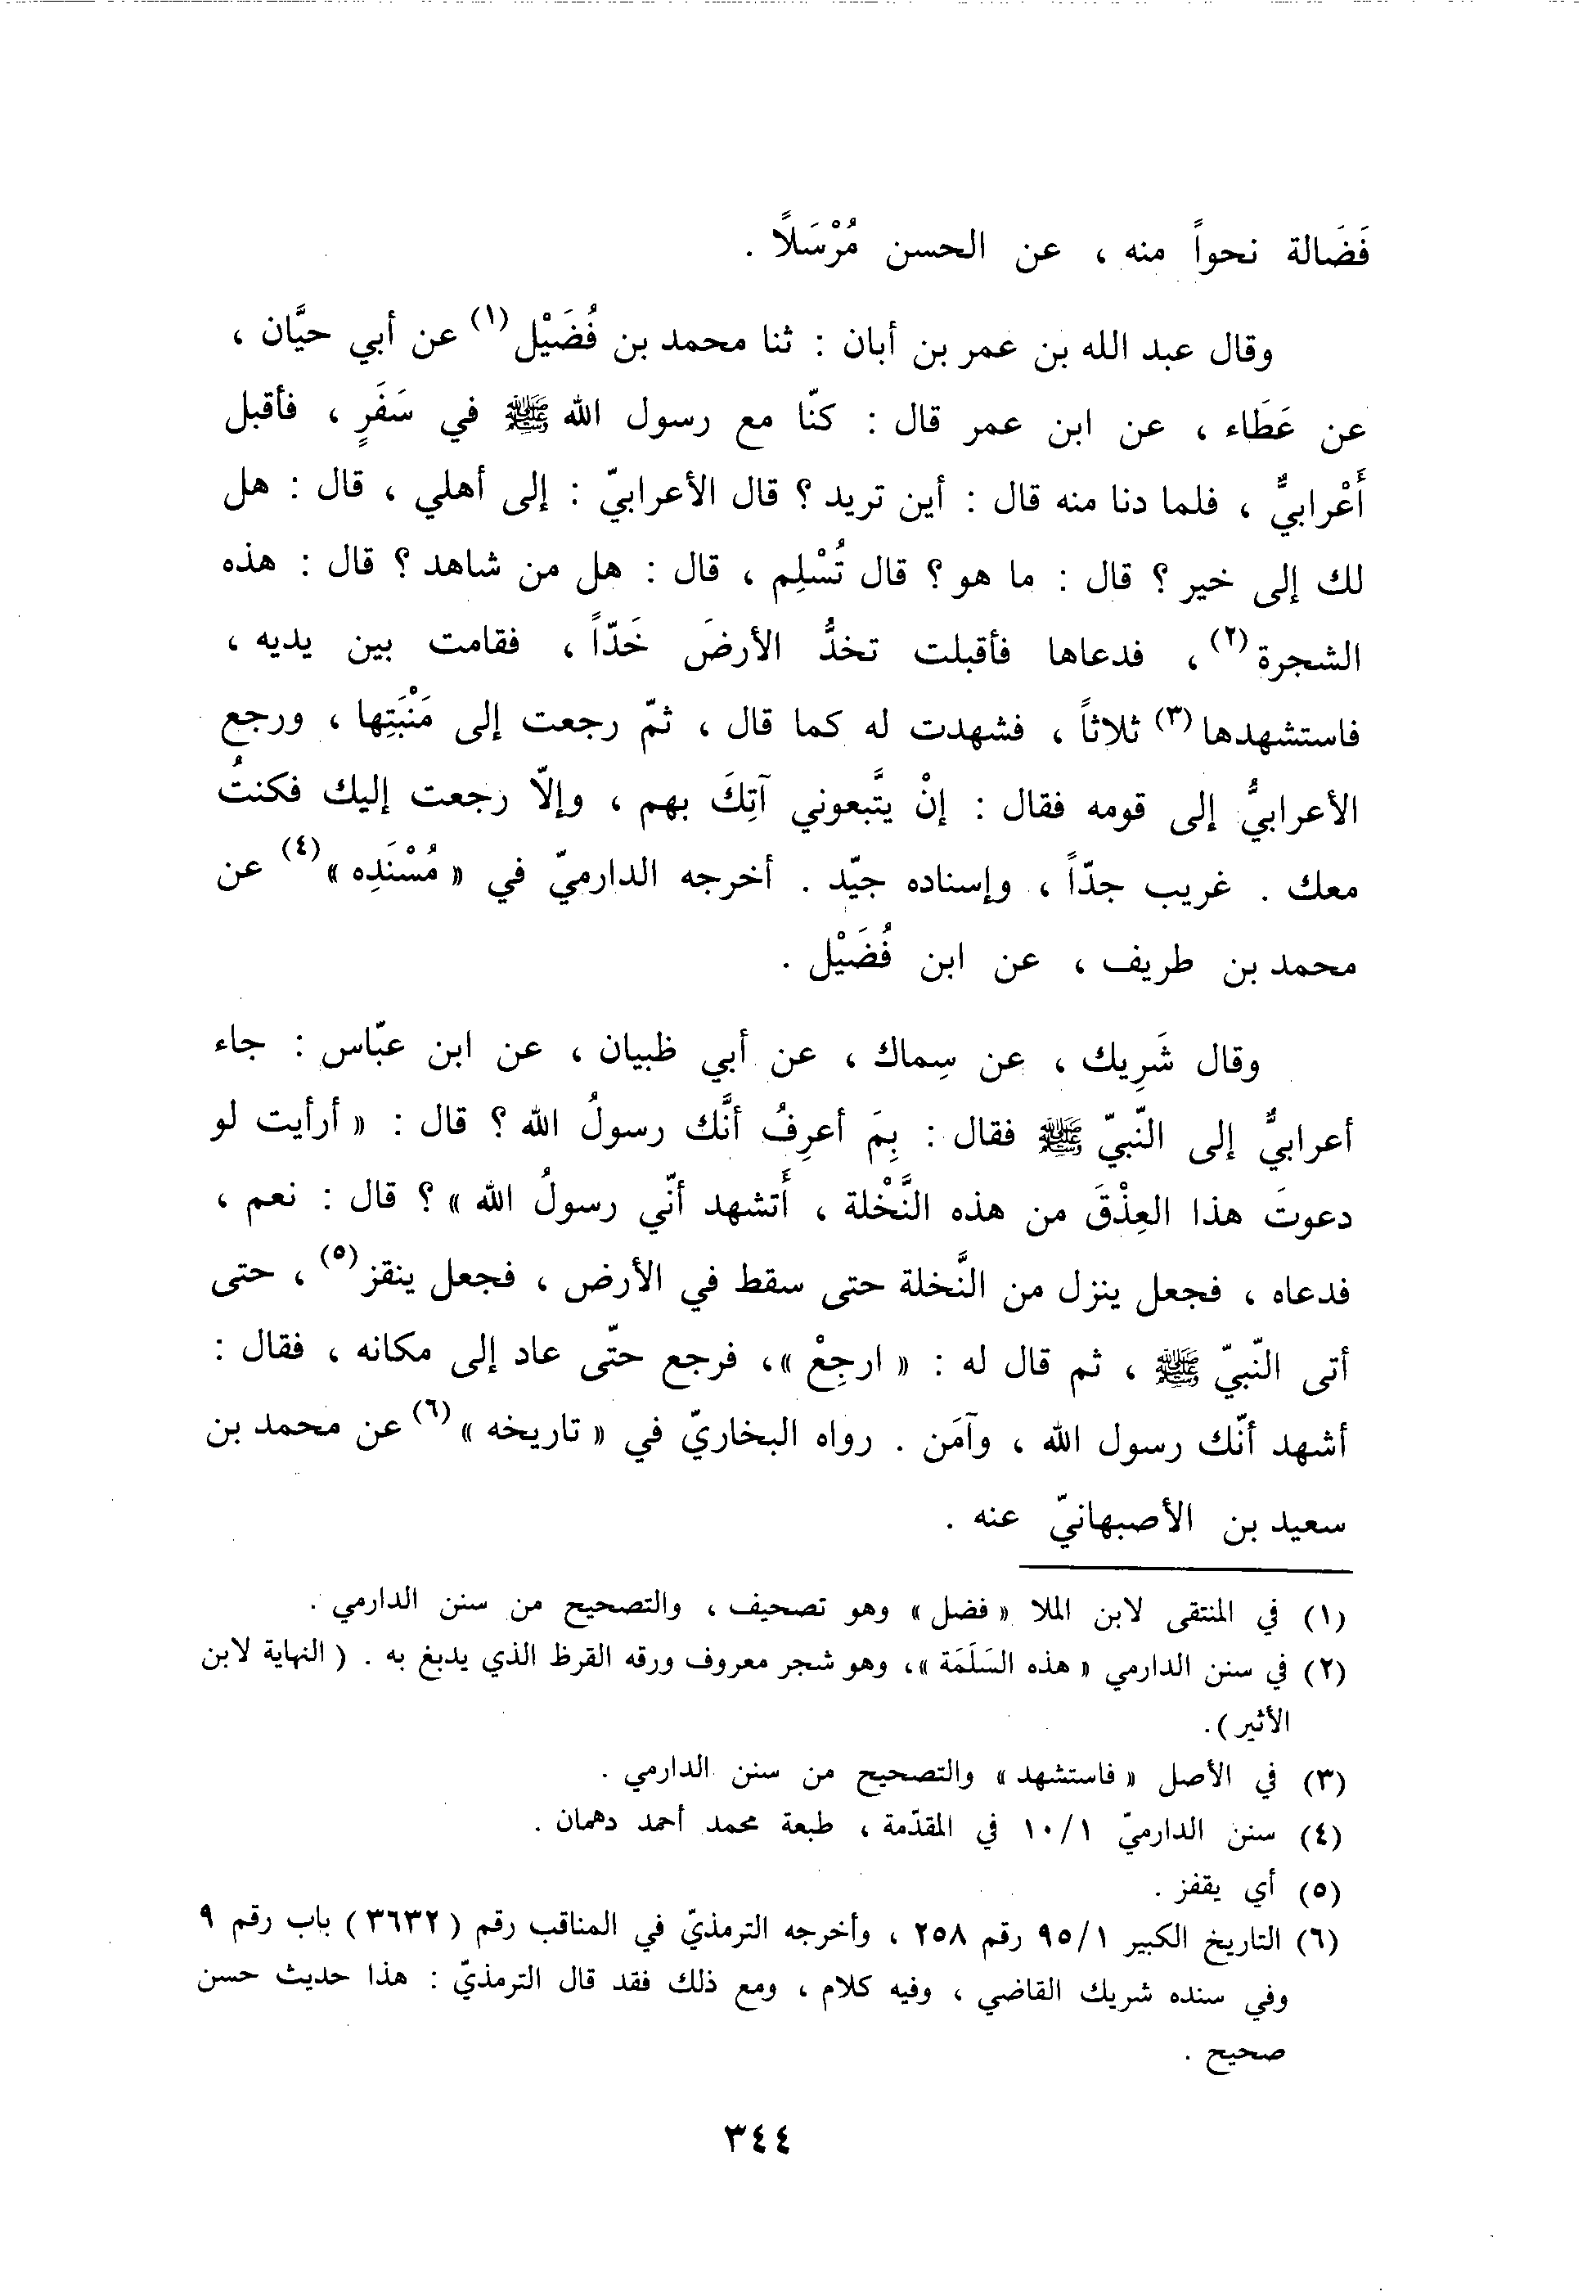 فَضَالة نحواً منه ، عن الحسن مُرْسَلاً .
وقال عبد الله بن عمر بن أبان : ثنا محمد بن فُضَيْل(١) عن أبي حيَّان ،
عن عَطَاء ، عن ابن عمر قال : كنّا مع رسول الله ﷺ في سَفَرٍ ، فأقبل
أَعْرابيٌّ ، فلما دنا منه قال : أين تريد ؟ قال الأعرابيّ : إلى أهلي ، قال : هل
لك إلى خير ؟ قال : ما هو ؟ قال تُسْلِم ، قال : هل من شاهد ؟ قال : هذه
الشجرة(٢) ، فدعاها فأقبلت تخدُّ الأرضَ خَدّاً ، فقامت بين يديه ،
فاستشهدها(٣) ثلاثاً ، فشهدت له كما قال ، ثمّ رجعت إلى مَنْبَتِها ، ورجع
الأعرابيُّ إلى قومه فقال : إنْ يتَّبعوني آتِكَ بهم ، وإلاّ رجعت إليك فكنتُ
معك . غريب جدّاً ، وإسناده جيّد . أخرجه الدارميّ في « مُسْنَدِه »(٤) عن
محمد بن طريف ، عن ابن فُضَيْل .
وقال شَرِيك ، عن سِماك ، عن أبي ظبيان ، عن ابن عبّاس : جاء
أعرابيٌّ إلى النّبيّ ﷺ فقال : بِمَ أعرِفُ أنَّك رسولُ الله ؟ قال : « أرأيت لو
دعوتَ هذا العِذْقَ من هذه النَّخْلة ، أَتشهد أنّي رسولُ الله » ؟ قال : نعم ،
فدعاه ، فجعل ينزل من النَّخلة حتى سقط في الأرض ، فجعل ينقز(٥) ، حتى
أتى النّبيّ ﷺ ، ثم قال له : « ارجِعْ »، فرجع حتّى عاد إلى مكانه ، فقال :
أشهد أنّك رسول الله ، وآمَن . رواه البخاريّ في « تاريخه »(٦) عن محمد بن
سعيد بن الأصبهانيّ عنه .
(١) في المنتقى لابن الملا « فضل » وهو تصحيف ، والتصحيح من سنن الدارمي .
(٢) في سنن الدارمي « هذه السَلَمَة »، وهو شجر معروف ورقه القرظ الذي يدبغ به . ( النهاية لابن
الأثير ).
(٣) في الأصل « فاستشهد » والتصحيح من سنن الدارمي .
(٤) سنن الدارميّ ١٠/١ في المقدّمة ، طبعة محمد أحمد دهمان .
(٥) أي يقفز .
(٦) التاريخ الكبير ٩٥/١ رقم ٢٥٨ ، وأخرجه الترمذيّ في المناقب رقم ( ٣٦٣٢ ) باب رقم ٩
وفي سنده شريك القاضي ، وفيه كلام ، ومع ذلك فقد قال الترمذيّ : هذا حديث حسن
صحيح .
٣٤٤